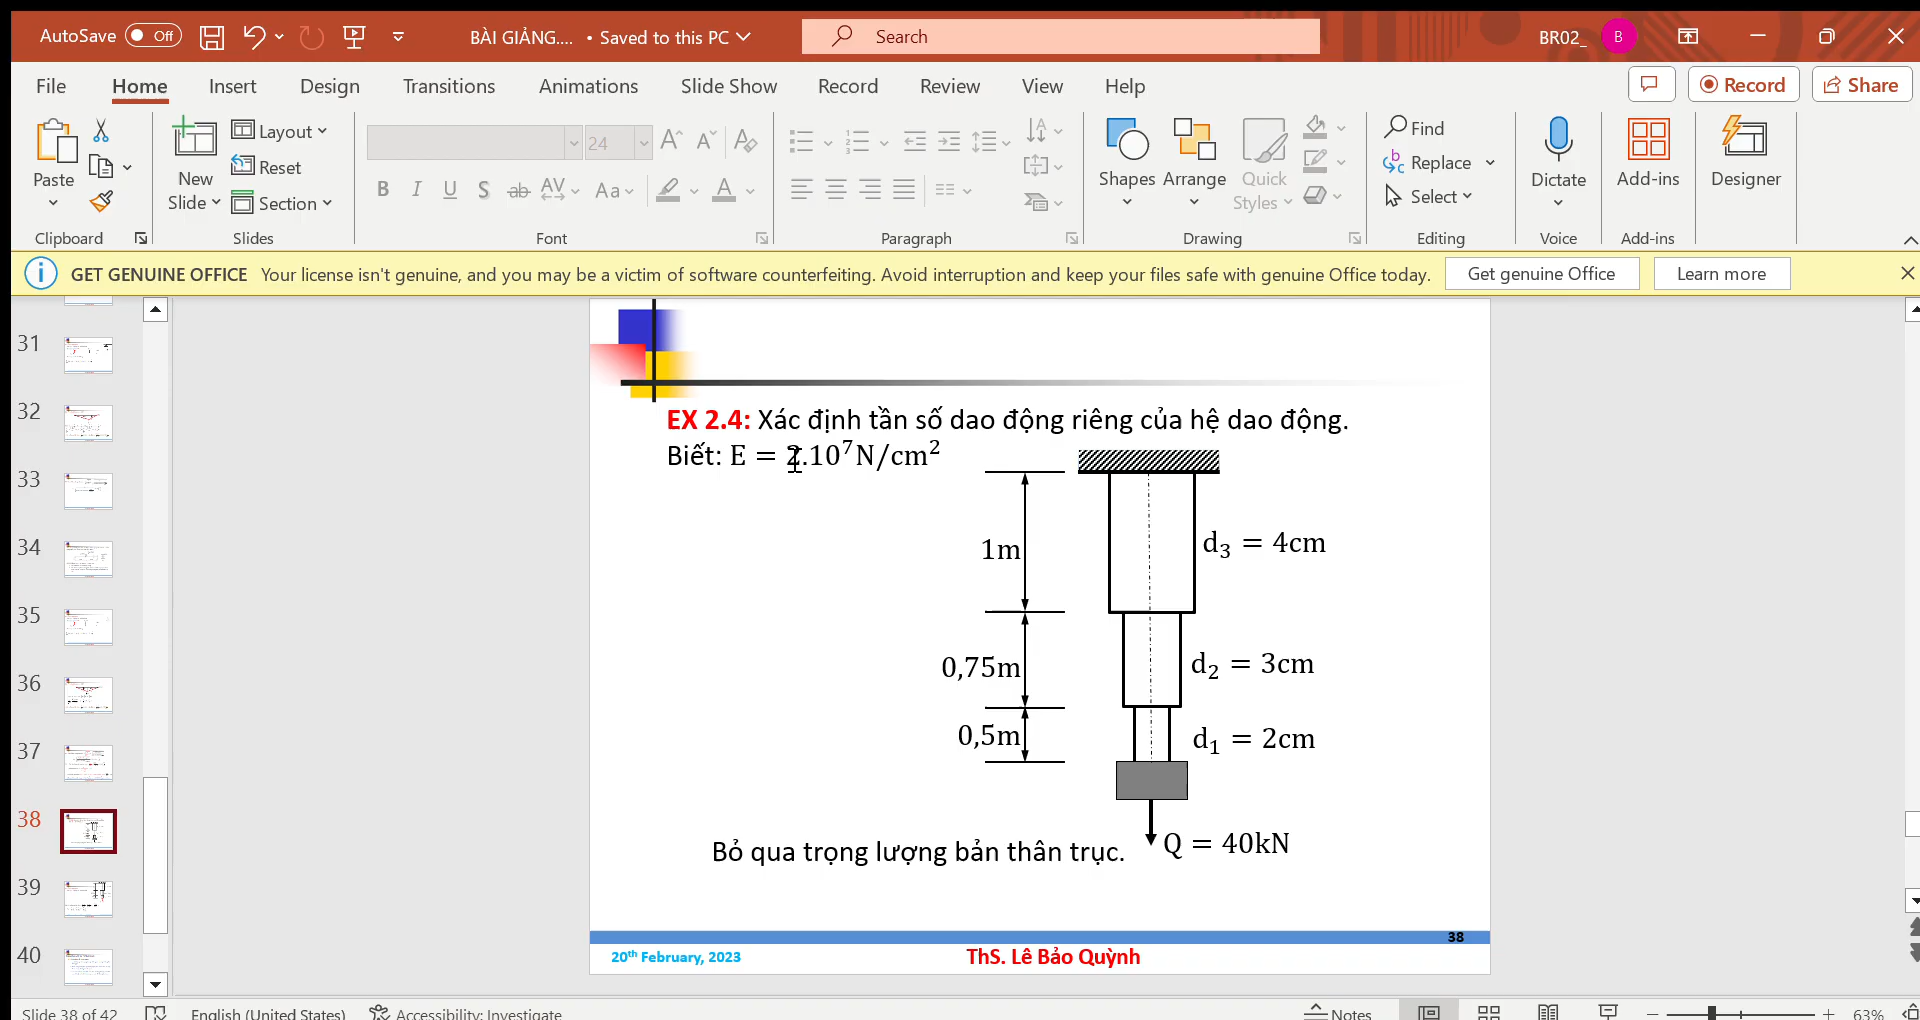 AutoSave Off BÀI GIẢNG.... • Saved to this PC Search BR02_ B
File Home Insert Design Transitions Animations Slide Show Record Review View Help Record Share
Paste New Slide Layout Reset Section 24 B I U S ab AV Aa A Shapes Arrange Quick Styles Find Replace Select Dictate Add-ins Designer
Clipboard Slides Font Paragraph Drawing Editing Voice Add-ins
GET GENUINE OFFICE Your license isn't genuine, and you may be a victim of software counterfeiting. Avoid interruption and keep your files safe with genuine Office today. Get genuine Office Learn more
31
32
33
34
35
36
37
38
39
40
EX 2.4: Xác định tần số dao động riêng của hệ dao động.
Biết: E = 2.10⁷N/cm²
1m d₃ = 4cm
0,75m d₂ = 3cm
0,5m d₁ = 2cm
Q = 40kN
Bỏ qua trọng lượng bản thân trục.
38
20th February, 2023 ThS. Lê Bảo Quỳnh
Slide 38 of 42 English (United States) Accessibility: Investigate Notes 63%